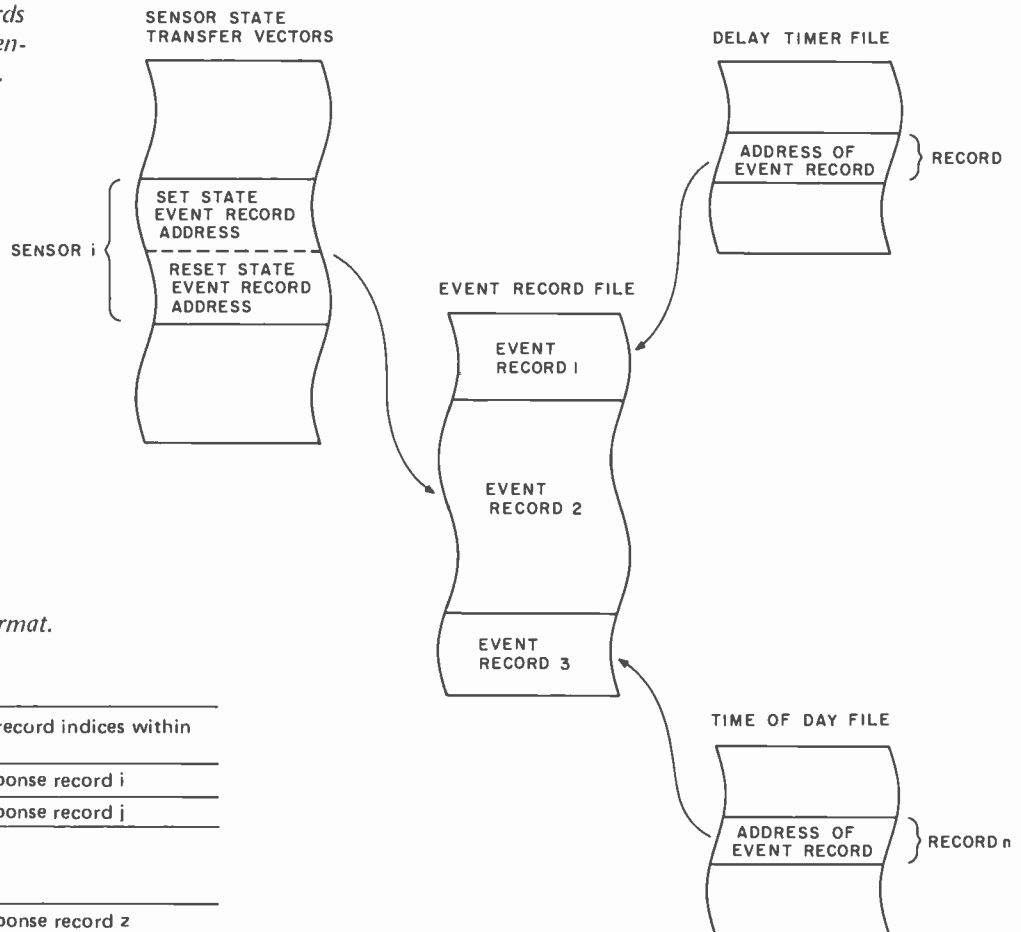 rds
en-
SENSOR STATE
TRANSFER VECTORS
SET STATE
EVENT RECORD
ADDRESS
RESET STATE
EVENT RECORD
ADDRESS
SENSOR i
DELAY TIMER FILE
ADDRESS OF
EVENT RECORD
RECORD
EVENT RECORD FILE
EVENT
RECORD 1
EVENT
RECORD 2
EVENT
RECORD 3
TIME OF DAY FILE
ADDRESS OF
EVENT RECORD
RECORD n
rmat.
record indices within
ponse record i
ponse record j
ponse record z